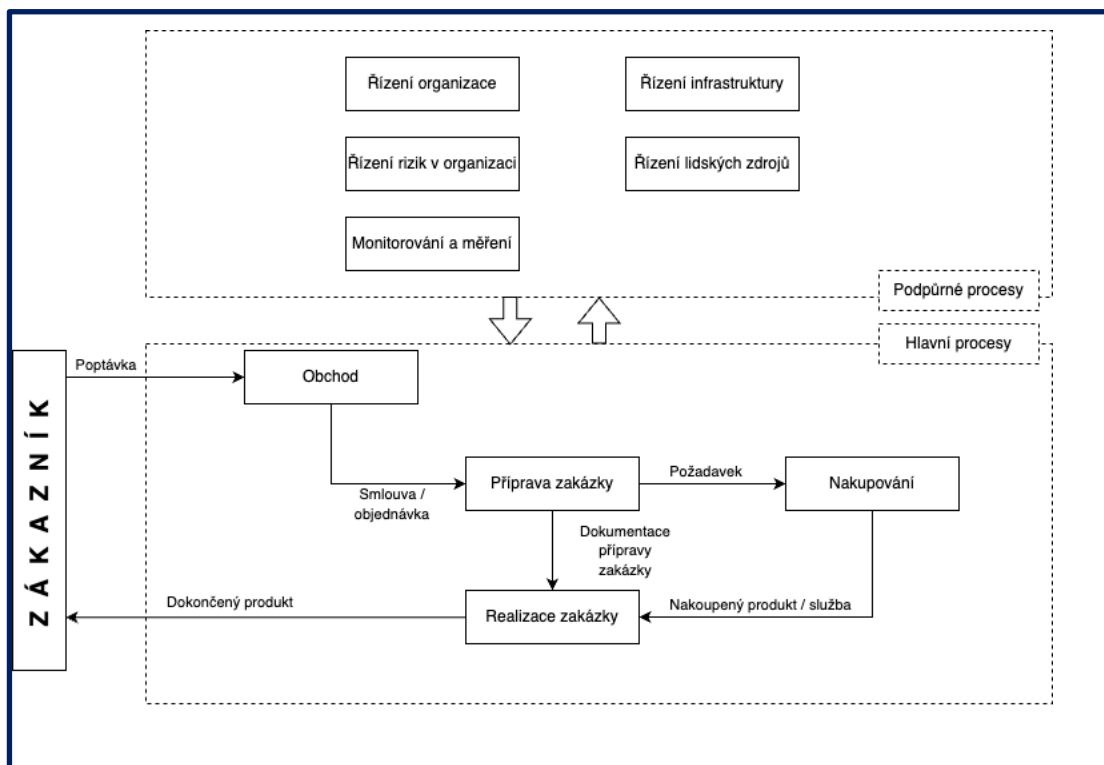 Řízení organizace
Řízení infrastruktury
Řízení rizik v organizaci
Řízení lidských zdrojů
Monitorování a měření
Podpůrné procesy
Hlavní procesy
ZÁKAZNÍK
Poptávka
Obchod
Smlouva /
objednávka
Příprava zakázky
Požadavek
Nakupování
Dokumentace
přípravy
zakázky
Dokončený produkt
Realizace zakázky
Nakoupený produkt / služba